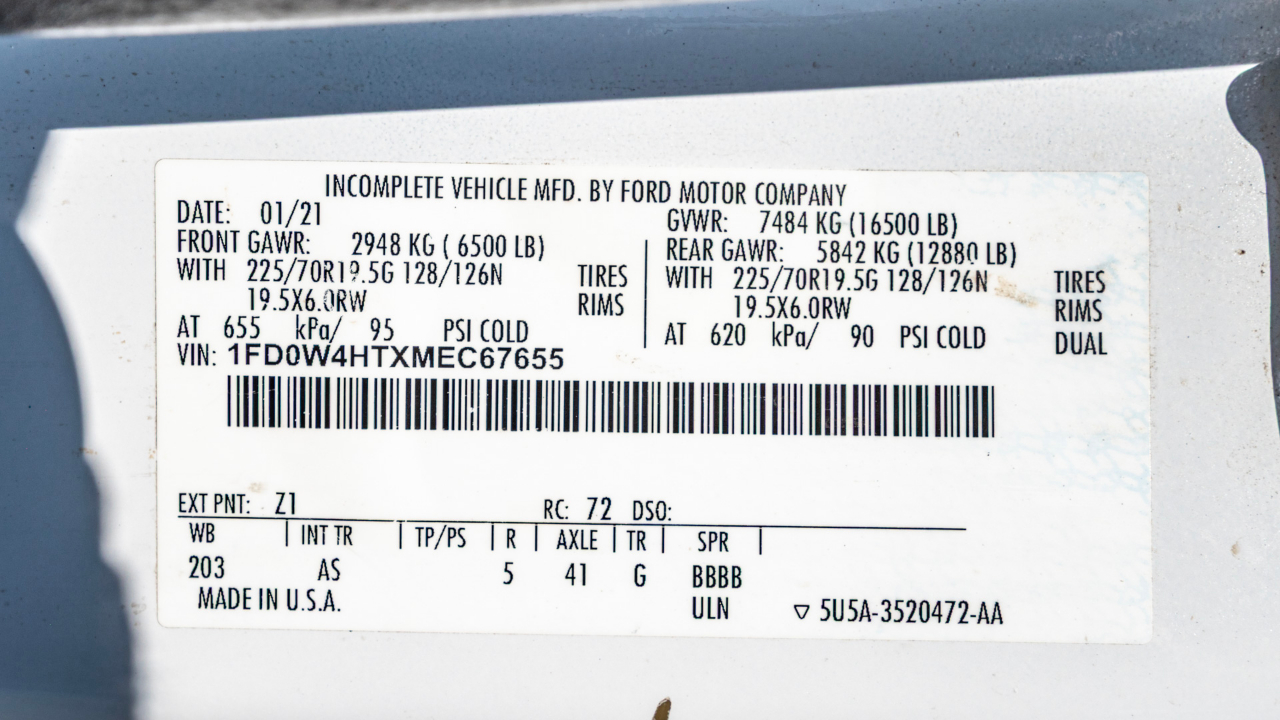 INCOMPLETE VEHICLE MFD. BY FORD MOTOR COMPANY
DATE: 01/21 GVWR: 7484 KG (16500 LB)
FRONT GAWR: 2948 KG ( 6500 LB) REAR GAWR: 5842 KG (12880 LB)
WITH 225/70R19.5G 128/126N TIRES WITH 225/70R19.5G 128/126N TIRES
19.5X6.0RW RIMS 19.5X6.0RW RIMS
AT 655 kPa/ 95 PSI COLD AT 620 kPa/ 90 PSI COLD DUAL
VIN: 1FD0W4HTXMEC67655
EXT PNT: Z1 RC: 72 DSO:
WB INT TR TP/PS R AXLE TR SPR
203 AS 5 41 G BBBB
MADE IN U.S.A. ULN ▽ 5U5A-3520472-AA